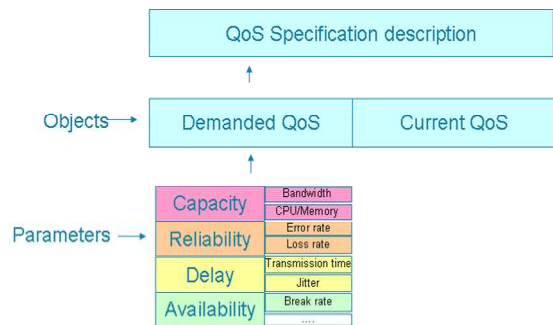 QoS Specification description
Objects
Demanded QoS
Current QoS
Parameters
Capacity
Bandwidth
CPU/Memory
Reliability
Error rate
Loss rate
Delay
Transmission time
Jitter
Availability
Break rate
....